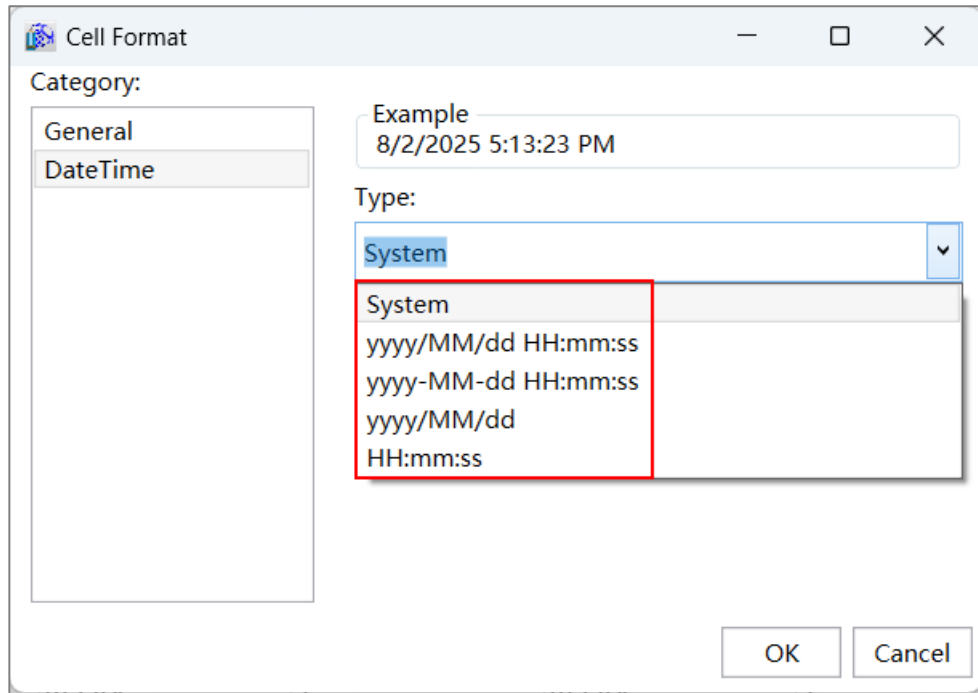 Cell Format
Category:
General
DateTime
Example
8/2/2025 5:13:23 PM
Type:
System
System
yyyy/MM/dd HH:mm:ss
yyyy-MM-dd HH:mm:ss
yyyy/MM/dd
HH:mm:ss
OK
Cancel